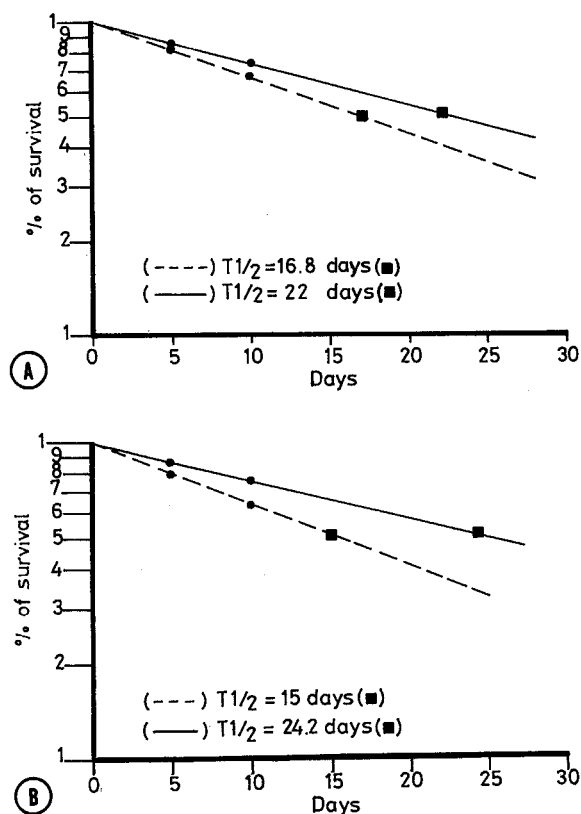 1
9
8
7
6
5
4
3
2
1
% of survival
(----) T1/2 = 16.8 days (■)
(——) T1/2 = 22 days (■)
0 5 10 15 20 25 30
Days
A
1
9
8
7
6
5
4
3
2
1
% of survival
(----) T1/2 = 15 days (■)
(——) T1/2 = 24.2 days (■)
0 5 10 15 20 25 30
Days
B